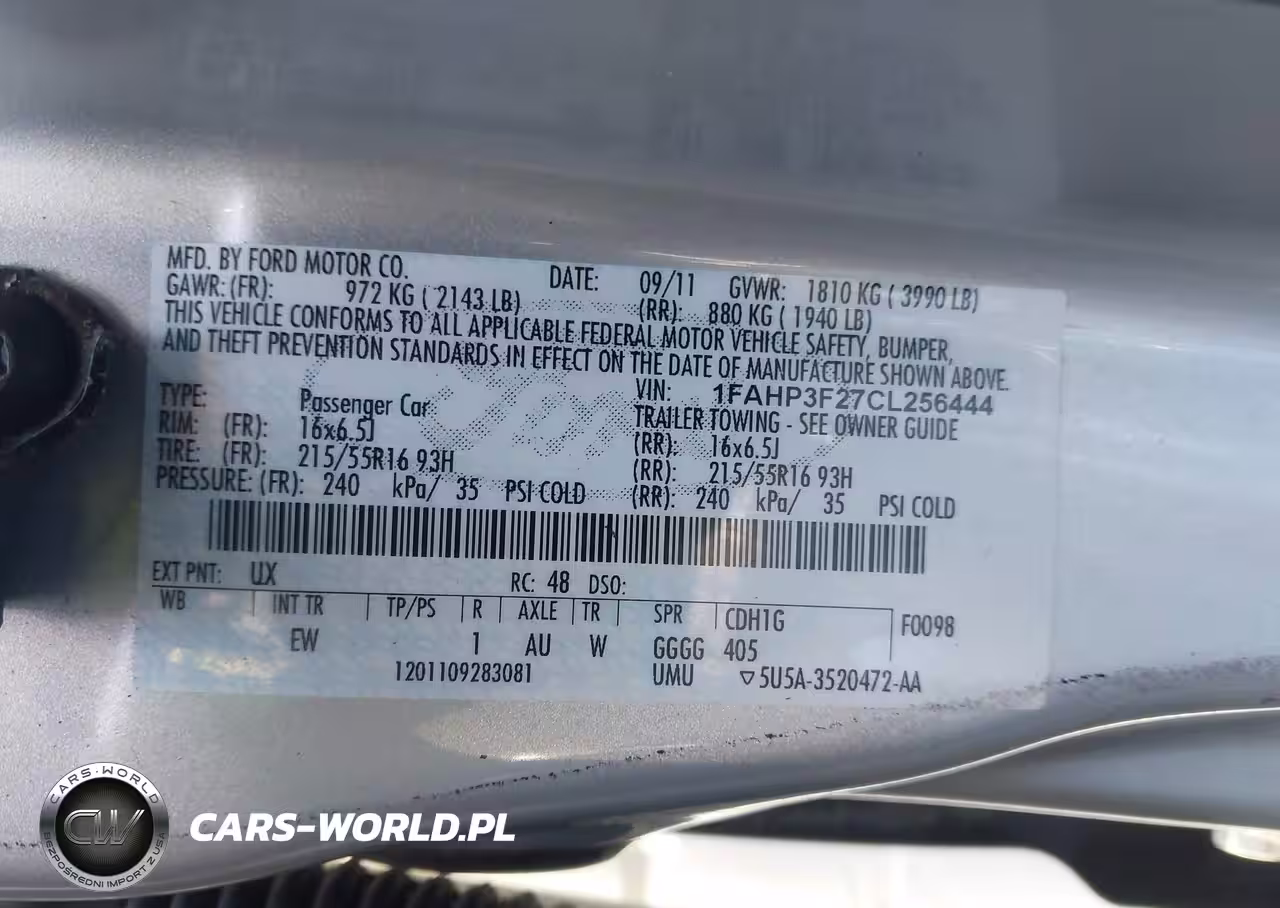 MFD. BY FORD MOTOR CO. DATE: 09/11 GVWR: 1810 KG ( 3990 LB)
GAWR: (FR): 972 KG ( 2143 LB) (RR): 880 KG ( 1940 LB)
THIS VEHICLE CONFORMS TO ALL APPLICABLE FEDERAL MOTOR VEHICLE SAFETY, BUMPER,
AND THEFT PREVENTION STANDARDS IN EFFECT ON THE DATE OF MANUFACTURE SHOWN ABOVE.
VIN: 1FAHP3F27CL256444
TYPE: Passenger Car TRAILER TOWING - SEE OWNER GUIDE
RIM: (FR): 16x6.5J (RR): 16x6.5J
TIRE: (FR): 215/55R16 93H (RR): 215/55R16 93H
PRESSURE: (FR): 240 kPa/ 35 PSI COLD (RR): 240 kPa/ 35 PSI COLD
EXT PNT: UX RC: 48 DSO:
WB INT TR TP/PS R AXLE TR SPR CDH1G F0098
EW 1 AU W GGGG 405
1201109283081 UMU ▽5U5A-3520472-AA
CARS-WORLD
CW
BEZPOŚREDNI IMPORT Z USA
CARS-WORLD.PL